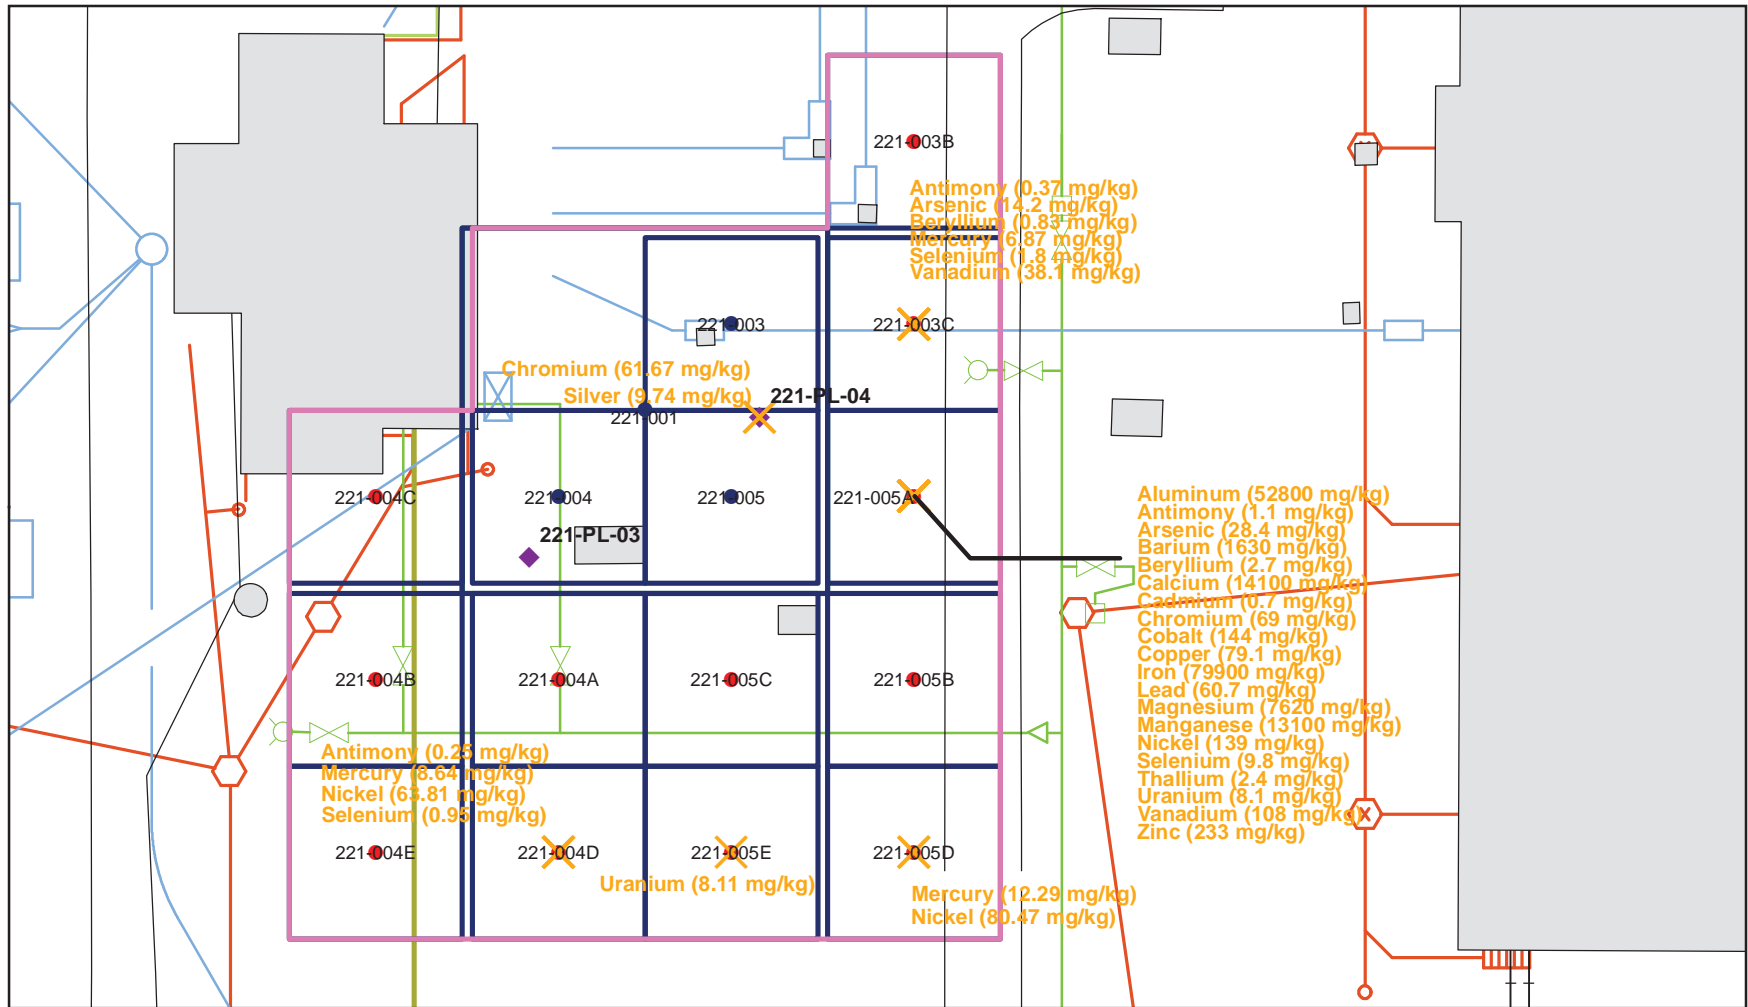 221-003B
Antimony (0.37 mg/kg)
Arsenic (14.2 mg/kg)
Beryllium (0.83 mg/kg)
Mercury (6.87 mg/kg)
Selenium (1.8 mg/kg)
Vanadium (38.1 mg/kg)
221-003
221-003C
Chromium (61.67 mg/kg)
Silver (9.74 mg/kg)
221-PL-04
221-001
221-004C
221-004
221-005
221-005A
221-PL-03
Aluminum (52800 mg/kg)
Antimony (1.1 mg/kg)
Arsenic (28.4 mg/kg)
Barium (1630 mg/kg)
Beryllium (2.7 mg/kg)
Calcium (14100 mg/kg)
Cadmium (0.7 mg/kg)
Chromium (69 mg/kg)
Cobalt (144 mg/kg)
Copper (79.1 mg/kg)
Iron (79900 mg/kg)
Lead (60.7 mg/kg)
Magnesium (7620 mg/kg)
Manganese (13100 mg/kg)
Nickel (139 mg/kg)
Selenium (9.8 mg/kg)
Thallium (2.4 mg/kg)
Uranium (8.1 mg/kg)
Vanadium (108 mg/kg)
Zinc (233 mg/kg)
X
221-004B
221-004A
221-005C
221-005B
Antimony (0.25 mg/kg)
Mercury (8.64 mg/kg)
Nickel (63.81 mg/kg)
Selenium (0.95 mg/kg)
221-004E
221-004D
221-005E
221-005D
Uranium (8.11 mg/kg)
Mercury (12.29 mg/kg)
Nickel (80.47 mg/kg)